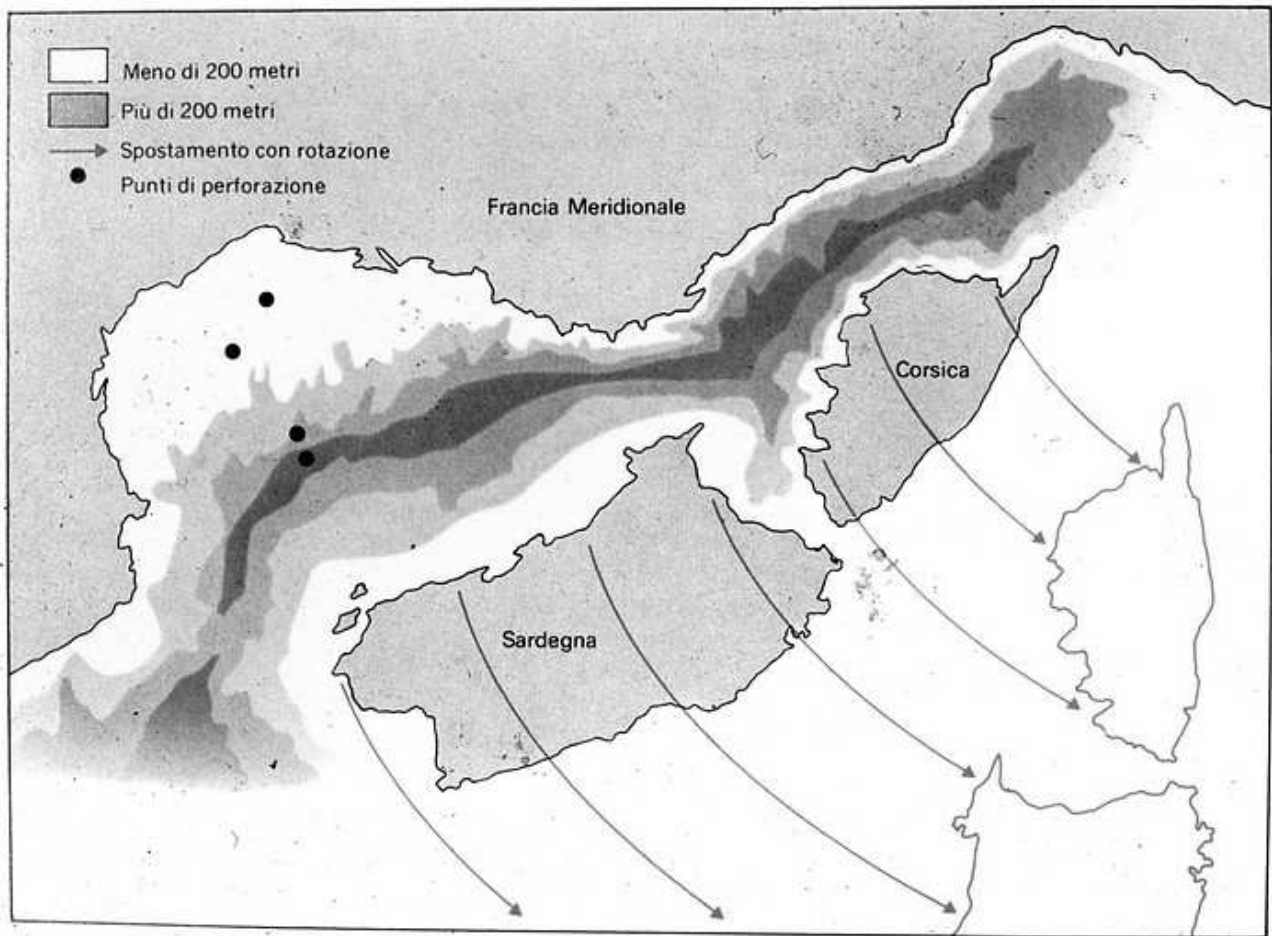 Meno di 200 metri
Più di 200 metri
Spostamento con rotazione
Punti di perforazione
Francia Meridionale
Corsica
Sardegna